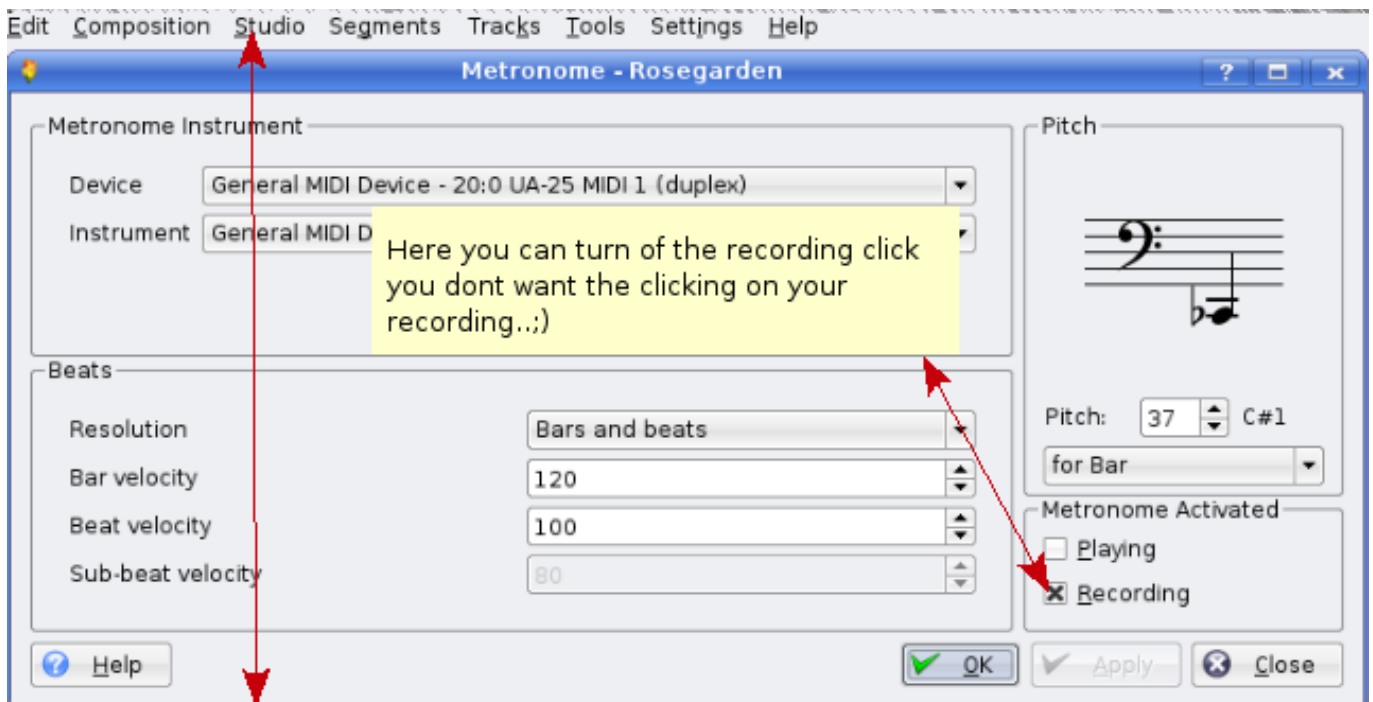 Edit Composition Studio Segments Tracks Tools Settings Help
Metronome - Rosegarden
Metronome Instrument
Device General MIDI Device - 20:0 UA-25 MIDI 1 (duplex)
Instrument General MIDI D
Here you can turn of the recording click
you dont want the clicking on your
recording..;)
Pitch
Pitch: 37 C#1
for Bar
Beats
Resolution Bars and beats
Bar velocity 120
Beat velocity 100
Sub-beat velocity 80
Metronome Activated
Playing
Recording
Help OK Apply Close